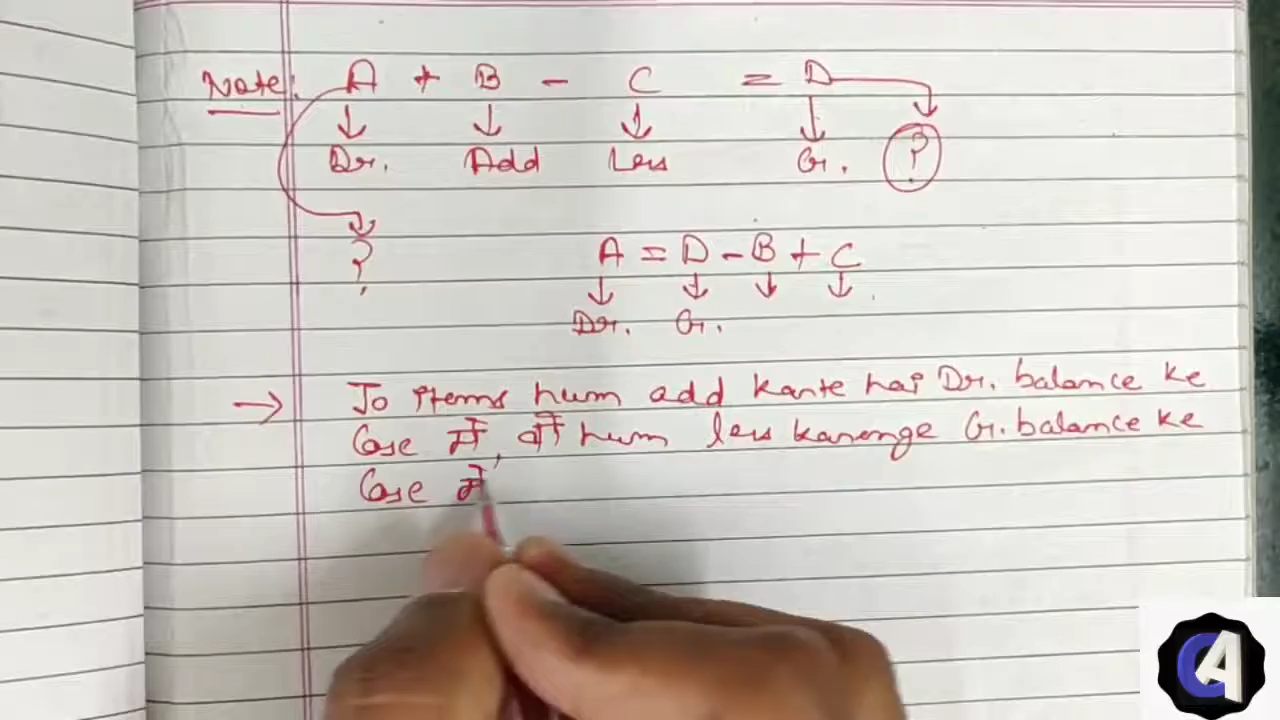 Note: A + B - C = D
↓ ↓ ↓ ↓
Dr. Add Less Cr. ?
?
A = D - B + C
↓ ↓ ↓ ↓
Dr. Cr.
→ Jo items hum add karte hai Dr. balance ke
Case में, वो hum less karenge Cr. balance ke
Case में
CA